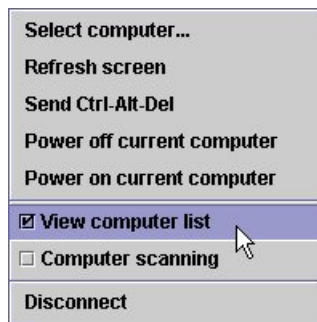 Select computer...
Refresh screen
Send Ctrl-Alt-Del
Power off current computer
Power on current computer
View computer list
Computer scanning
Disconnect